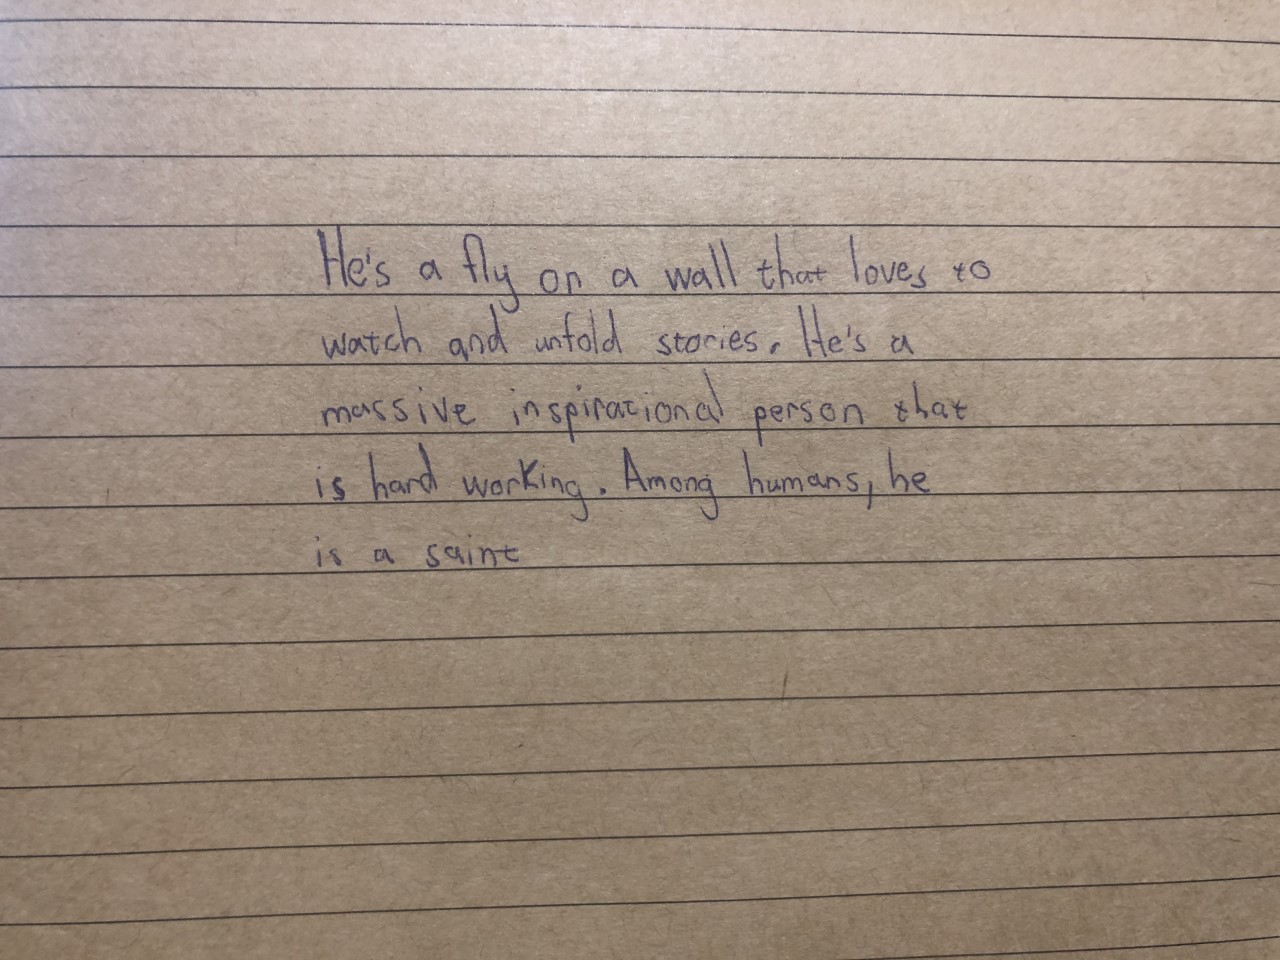 He's a fly on a wall that loves to
watch and unfold stories. He's a
massive inspirational person that
is hard working. Among humans, he
is a saint